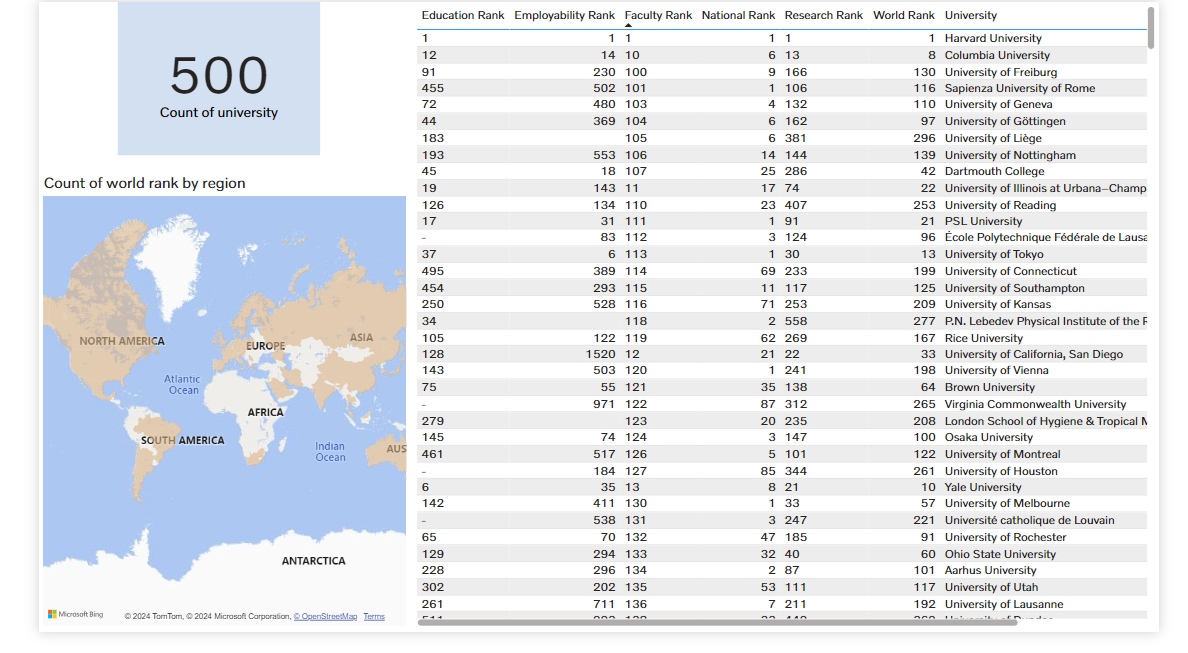 500
Count of university
Count of world rank by region
NORTH AMERICA
EUROPE
ASIA
Atlantic
Ocean
AFRICA
SOUTH AMERICA
Indian
Ocean
AUS
ANTARCTICA
Microsoft Bing
© 2024 TomTom, © 2024 Microsoft Corporation, © OpenStreetMap Terms
Education Rank Employability Rank Faculty Rank National Rank Research Rank World Rank University
1 1 1 1 1 1 Harvard University
12 14 10 6 13 8 Columbia University
91 230 100 9 166 130 University of Freiburg
455 502 101 1 106 116 Sapienza University of Rome
72 480 103 4 132 110 University of Geneva
44 369 104 6 162 97 University of Göttingen
183 105 6 381 296 University of Liège
193 553 106 14 144 139 University of Nottingham
45 18 107 25 286 42 Dartmouth College
19 143 11 17 74 22 University of Illinois at Urbana–Champ
126 134 110 23 407 253 University of Reading
17 31 111 1 91 21 PSL University
- 83 112 3 124 96 École Polytechnique Fédérale de Lausa
37 6 113 1 30 13 University of Tokyo
495 389 114 69 233 199 University of Connecticut
454 293 115 11 117 125 University of Southampton
250 528 116 71 253 209 University of Kansas
34 118 2 558 277 P.N. Lebedev Physical Institute of the R
105 122 119 62 269 167 Rice University
128 1520 12 21 22 33 University of California, San Diego
143 503 120 1 241 198 University of Vienna
75 55 121 35 138 64 Brown University
- 971 122 87 312 265 Virginia Commonwealth University
279 123 20 235 208 London School of Hygiene & Tropical M
145 74 124 3 147 100 Osaka University
461 517 126 5 101 122 University of Montreal
- 184 127 85 344 261 University of Houston
6 35 13 8 21 10 Yale University
142 411 130 1 33 57 University of Melbourne
- 538 131 3 247 221 Université catholique de Louvain
65 70 132 47 185 91 University of Rochester
129 294 133 32 40 60 Ohio State University
228 296 134 2 87 101 Aarhus University
302 202 135 53 111 117 University of Utah
261 711 136 7 211 192 University of Lausanne